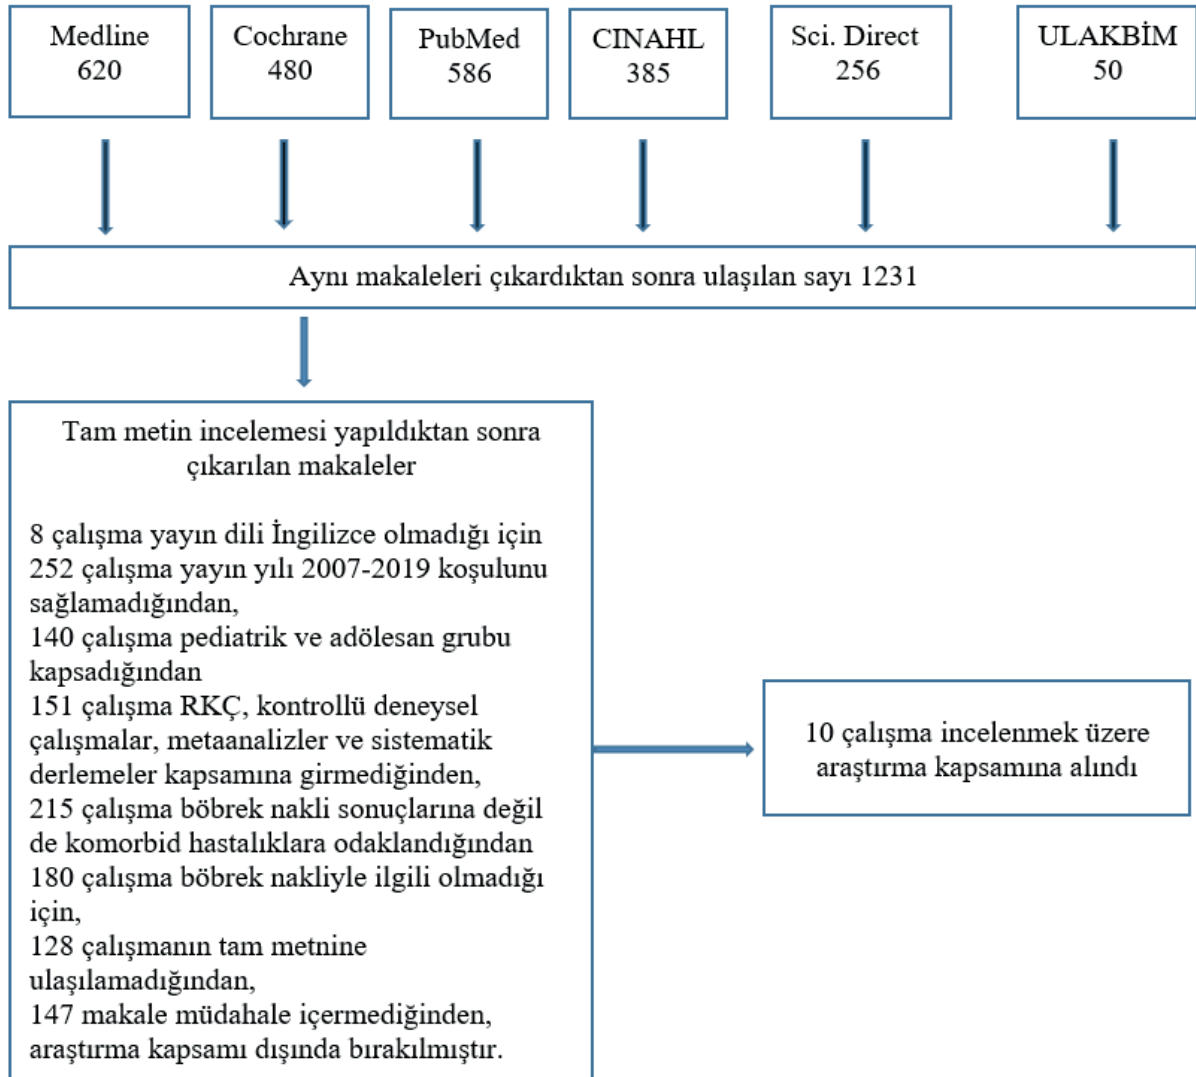 Medline
620
Cochrane
480
PubMed
586
CINAHL
385
Sci. Direct
256
ULAKBİM
50
Aynı makaleleri çıkardıktan sonra ulaşılan sayı 1231
Tam metin incelemesi yapıldıktan sonra
çıkarılan makaleler
8 çalışma yayın dili İngilizce olmadığı için
252 çalışma yayın yılı 2007-2019 koşulunu
sağlamadığından,
140 çalışma pediatrik ve adölesan grubu
kapsadığından
151 çalışma RKÇ, kontrollü deneysel
çalışmalar, metaanalizler ve sistematik
derlemeler kapsamına girmediğinden,
215 çalışma böbrek nakli sonuçlarına değil
de komorbid hastalıklara odaklandığından
180 çalışma böbrek nakliyle ilgili olmadığı
için,
128 çalışmanın tam metnine
ulaşılamadığından,
147 makale müdahale içermediğinden,
araştırma kapsamı dışında bırakılmıştır.
10 çalışma incelenmek üzere
araştırma kapsamına alındı